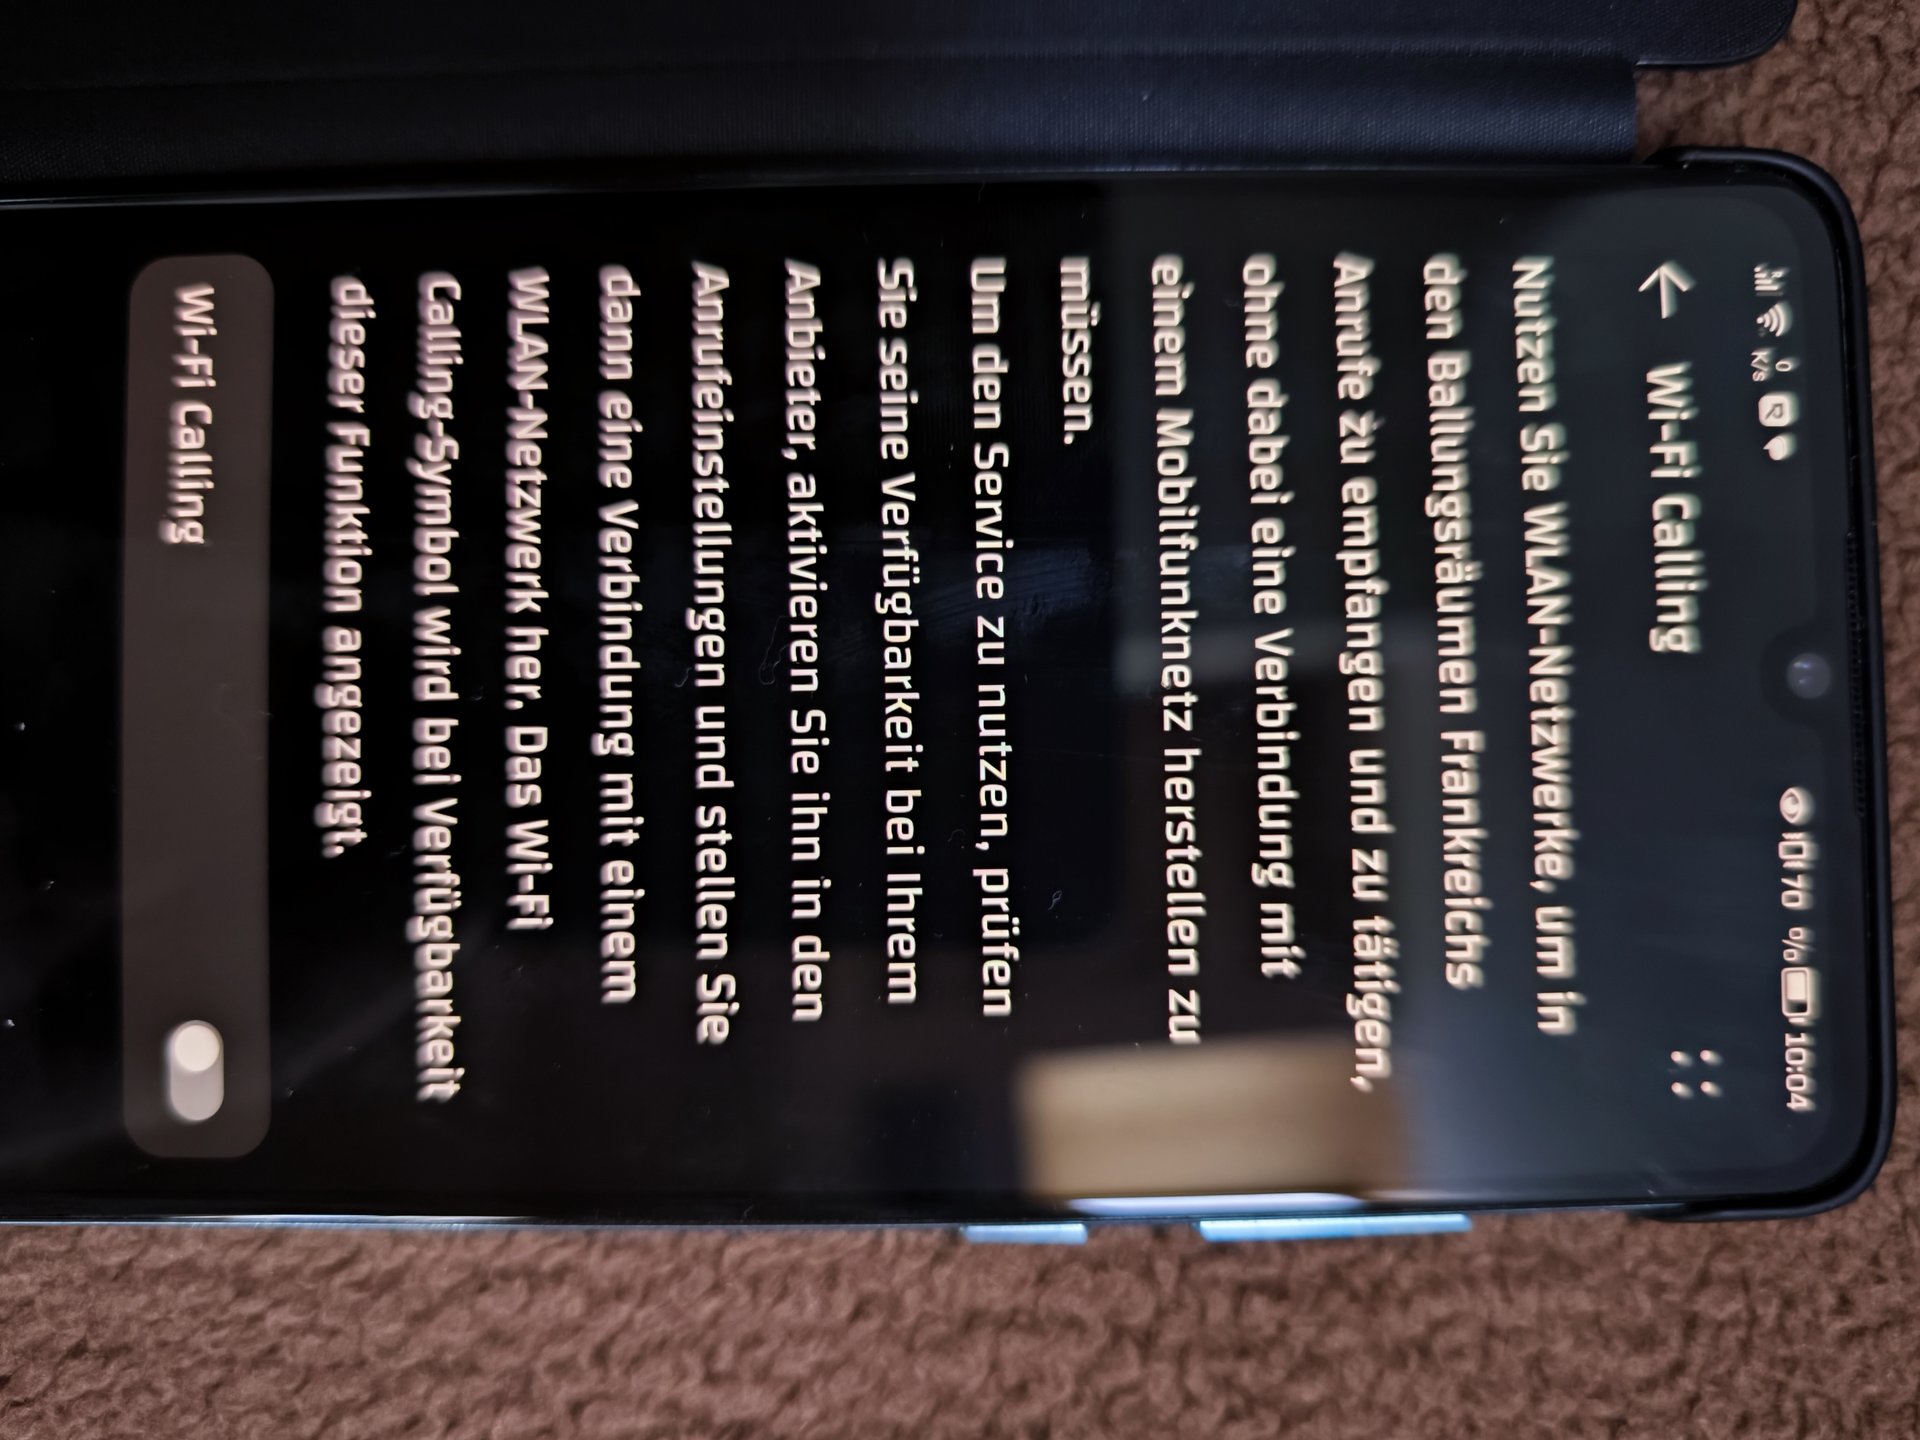 0
K/s
R
70 %
10:04
Wi-Fi Calling
Nutzen Sie WLAN-Netzwerke, um in
den Ballungsräumen Frankreichs
Anrufe zu empfangen und zu tätigen,
ohne dabei eine Verbindung mit
einem Mobilfunknetz herstellen zu
müssen.
Um den Service zu nutzen, prüfen
Sie seine Verfügbarkeit bei Ihrem
Anbieter, aktivieren Sie ihn in den
Anrufeinstellungen und stellen Sie
dann eine Verbindung mit einem
WLAN-Netzwerk her. Das Wi-Fi
Calling-Symbol wird bei Verfügbarkeit
dieser Funktion angezeigt.
Wi-Fi Calling